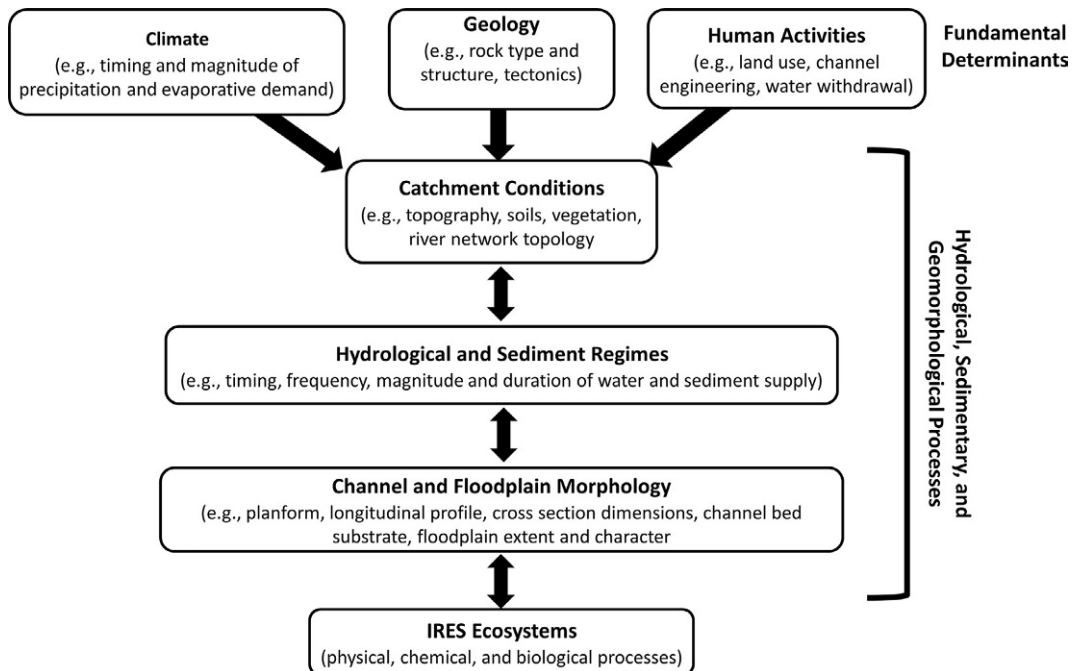 Climate
(e.g., timing and magnitude of
precipitation and evaporative demand)
Geology
(e.g., rock type and
structure, tectonics)
Human Activities
(e.g., land use, channel
engineering, water withdrawal)
Fundamental
Determinants
Catchment Conditions
(e.g., topography, soils, vegetation,
river network topology
Hydrological and Sediment Regimes
(e.g., timing, frequency, magnitude and duration of water and sediment supply)
Channel and Floodplain Morphology
(e.g., planform, longitudinal profile, cross section dimensions, channel bed
substrate, floodplain extent and character
IRES Ecosystems
(physical, chemical, and biological processes)
Hydrological, Sedimentary, and
Geomorphological Processes